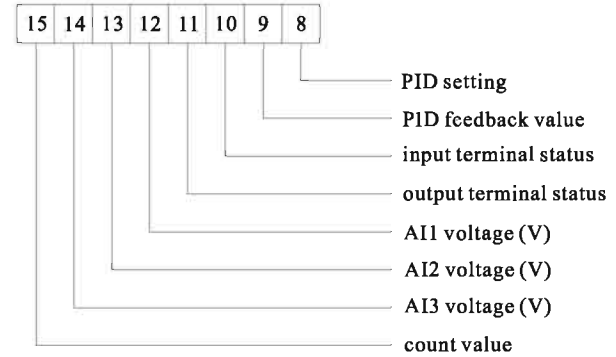 15 14 13 12 11 10 9 8
PID setting
P1D fcedback value
input terminal status
output terminal status
AI1 voltage (V)
AI2 voltage (V)
AI3 voltage (V)
count value